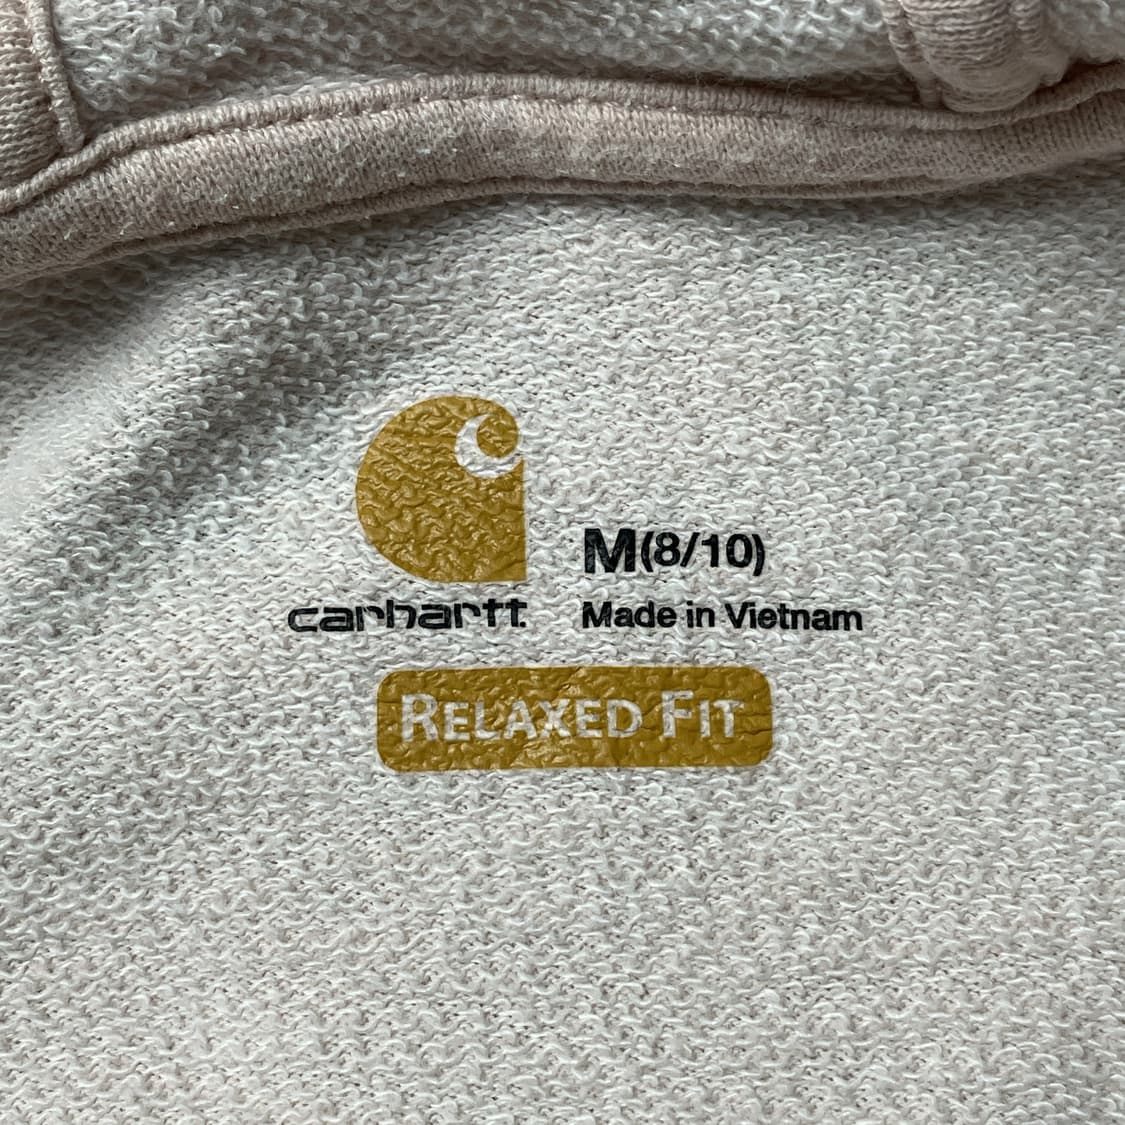 M(8/10)
carhartt.
Made in Vietnam
RELAXED FIT